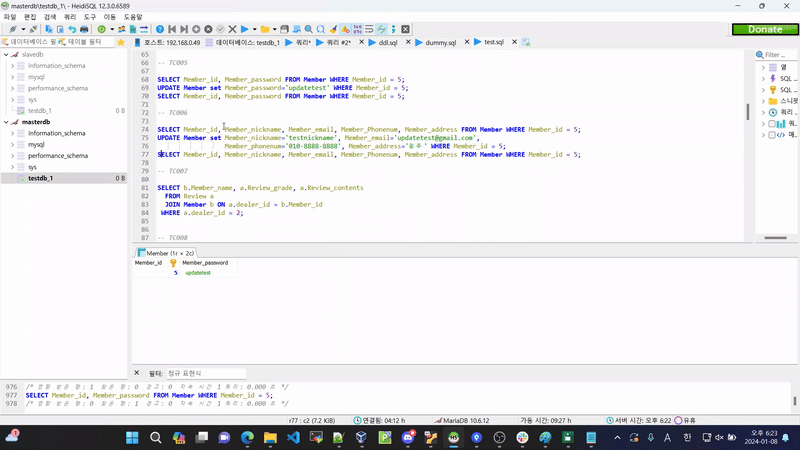 masterdb\testdb_1\ - HeidiSQL 12.3.0.6589
파일 편집 검색 쿼리 도구 이동 도움말
Donate
데이터베이스 필터
테이블 필터
호스트: 192.168.0.49
데이터베이스: testdb_1
쿼리*
쿼리 #2*
ddl.sql
dummy.sql
test.sql
slavedb
information_schema
mysql
performance_schema
sys
testdb_1 0 B
masterdb
information_schema
mysql
performance_schema
sys
testdb_1 0 B
65
66 -- TC005
67
68 SELECT Member_id, Member_password FROM Member WHERE Member_id = 5;
69 UPDATE Member set Member_password='updatetest' WHERE Member_id = 5;
70 SELECT Member_id, Member_password FROM Member WHERE Member_id = 5;
71
72 -- TC006
73
74 SELECT Member_id, Member_nickname, Member_email, Member_Phonenum, Member_address FROM Member WHERE Member_id = 5;
75 UPDATE Member set Member_nickname='testnickname', Member_email='updatetest@gmail.com',
76 Member_phonenum='010-8888-8888', Member_address='광주' WHERE Member_id = 5;
77 SELECT Member_id, Member_nickname, Member_email, Member_Phonenum, Member_address FROM Member WHERE Member_id = 5;
78
79 -- TC007
80
81 SELECT b.Member_name, a.Review_grade, a.Review_contents
82 FROM Review a
83 JOIN Member b ON a.dealer_id = b.Member_id
84 WHERE a.dealer_id = 2;
85
86
87 -- TC008
Filter ...
열
SQL ...
SQL ...
스니펫
쿼리 ...
쿼리 ...
바인 ...
Member (1r × 2c)
Member_id Member_password
5 updatetest
필터: 정규 표현식
976 /* 영향 받은 행: 1 찾은 행: 0 경고: 0 지속 시간 1 쿼리: 0.000 초 */
977 SELECT Member_id, Member_password FROM Member WHERE Member_id = 5;
978 /* 영향 받은 행: 0 찾은 행: 1 경고: 0 지속 시간 1 쿼리: 0.000 초 */
r77 : c2 (7.2 KiB)
연결됨: 04:12 h
MariaDB 10.6.12
가동 시간: 09:27 h
서버 시간: 오후 6:22
유휴
A
한
오후 6:23
2024-01-08